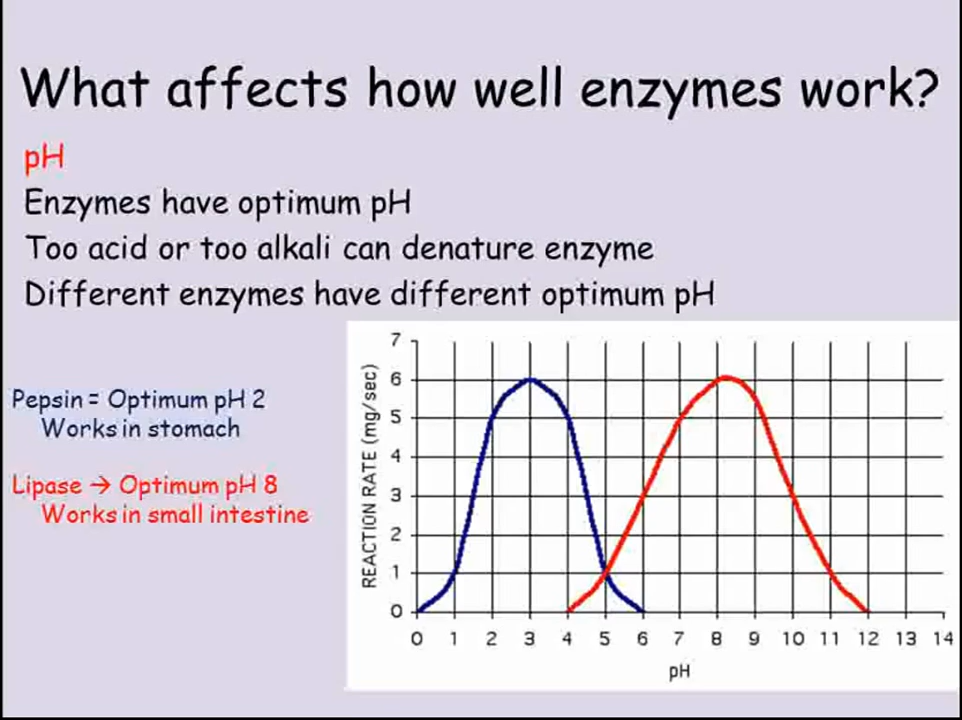 What affects how well enzymes work?
pH
Enzymes have optimum pH
Too acid or too alkali can denature enzyme
Different enzymes have different optimum pH
Pepsin = Optimum pH 2
Works in stomach
Lipase → Optimum pH 8
Works in small intestine
REACTION RATE (mg/sec)
7
6
5
4
3
2
1
0
0 1 2 3 4 5 6 7 8 9 10 11 12 13 14
pH